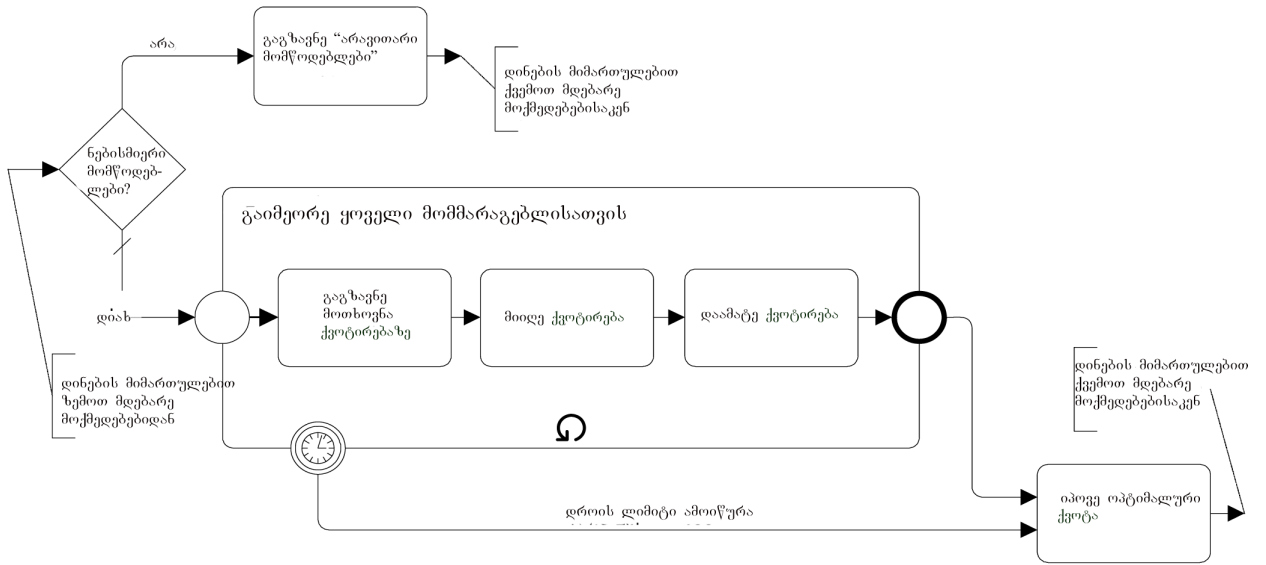 არა
გაგზავნე “არავითარი
მომწოდებლები”
დინების მიმართულებით
ქვემოთ მდებარე
მოქმედებებისაკენ
ნებისმიერი
მომწოდებ-
ლები?
გაიმეორე ყოველი მომმარაგებლისათვის
გაგზავნე
მოთხოვნა
ქვოტირებაზე
მიიღე ქვოტირება
დაამატე ქვოტირება
დიახ
დინების მიმართულებით
ზემოთ მდებარე
მოქმედებებიდან
დინების მიმართულებით
ქვემოთ მდებარე
მოქმედებებისაკენ
დროის ლიმიტი ამოიწურა
იპოვე ოპტიმალური
ქვოტა